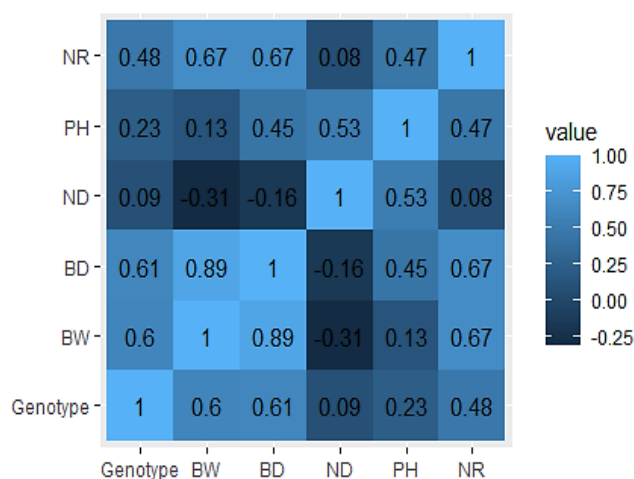 NR 0.48 0.67 0.67 0.08 0.47 1
PH 0.23 0.13 0.45 0.53 1 0.47
value
1.00
ND 0.09 -0.31 -0.16 1 0.53 0.08
0.75
0.50
BD 0.61 0.89 1 -0.16 0.45 0.67
0.25
0.00
BW 0.6 1 0.89 -0.31 0.13 0.67
-0.25
Genotype 1 0.6 0.61 0.09 0.23 0.48
Genotype BW BD ND PH NR